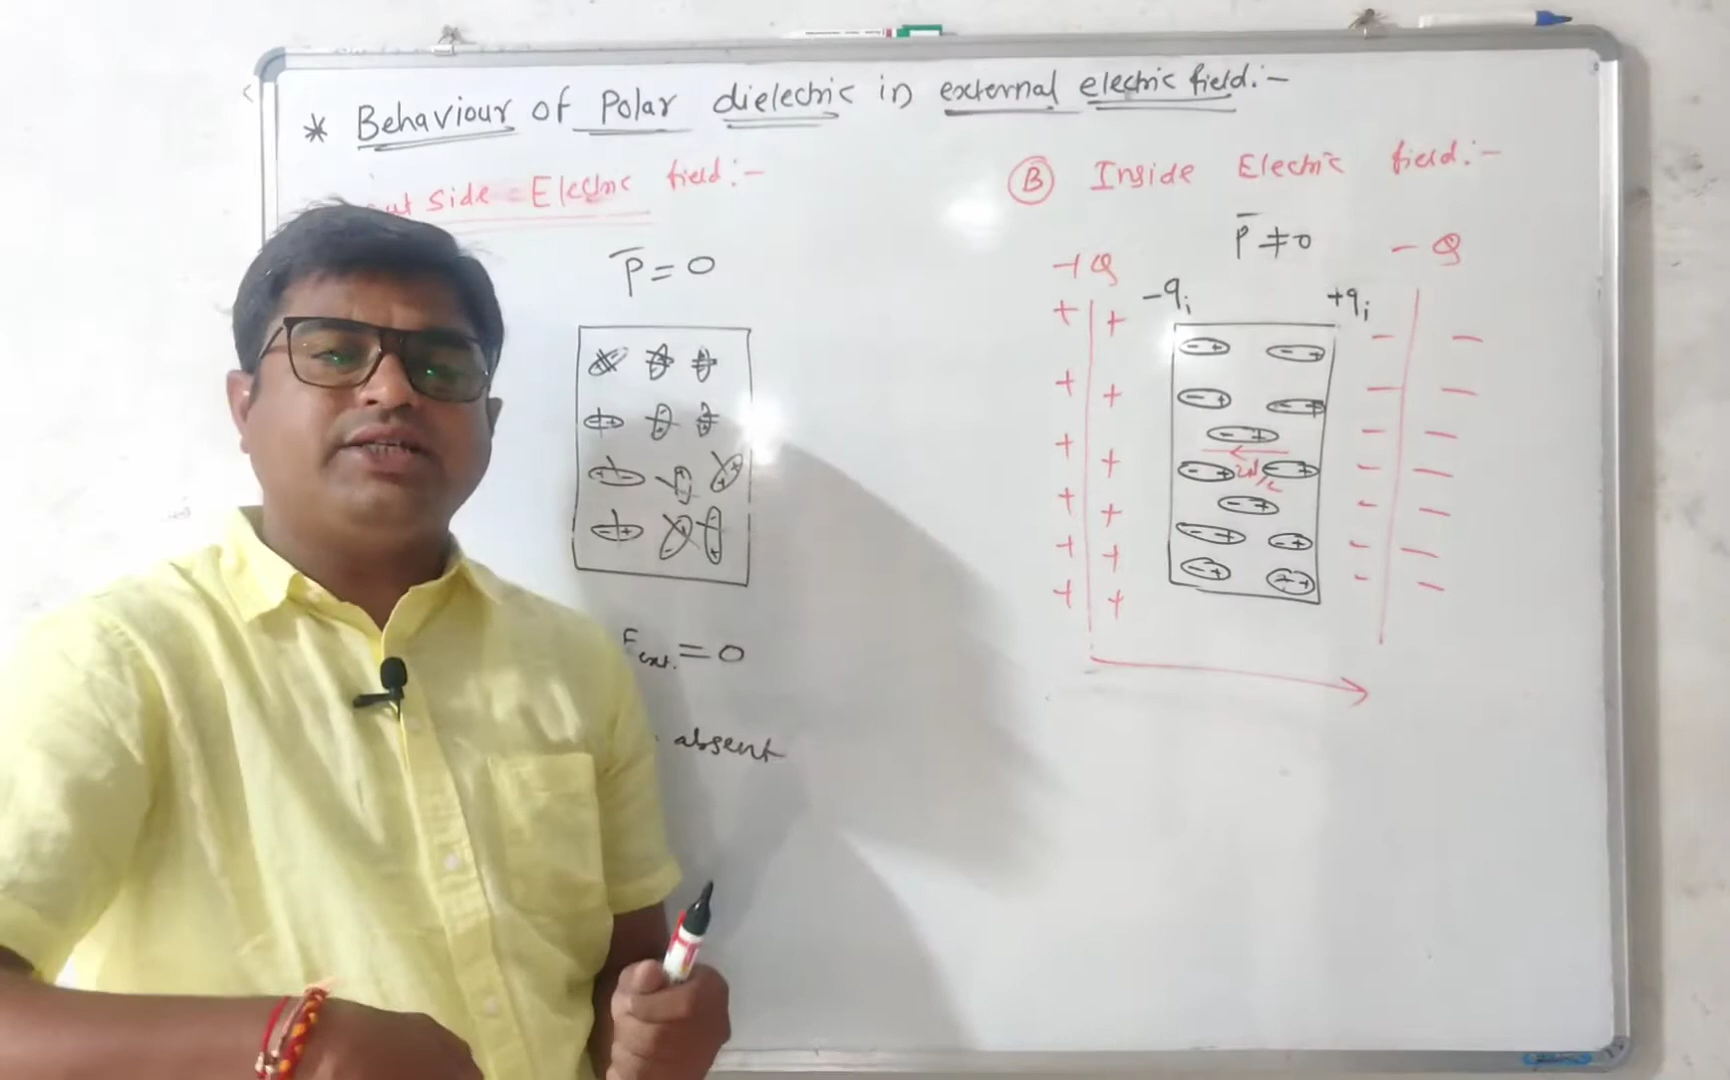 * Behaviour of Polar dielectric in external electric field:-
out side = Electric field:-
P̅ = 0
Eext. = 0
absent
Ⓑ Inside Electric field:-
P̅ ≠ 0
+Q
- Q
-qi
+qi